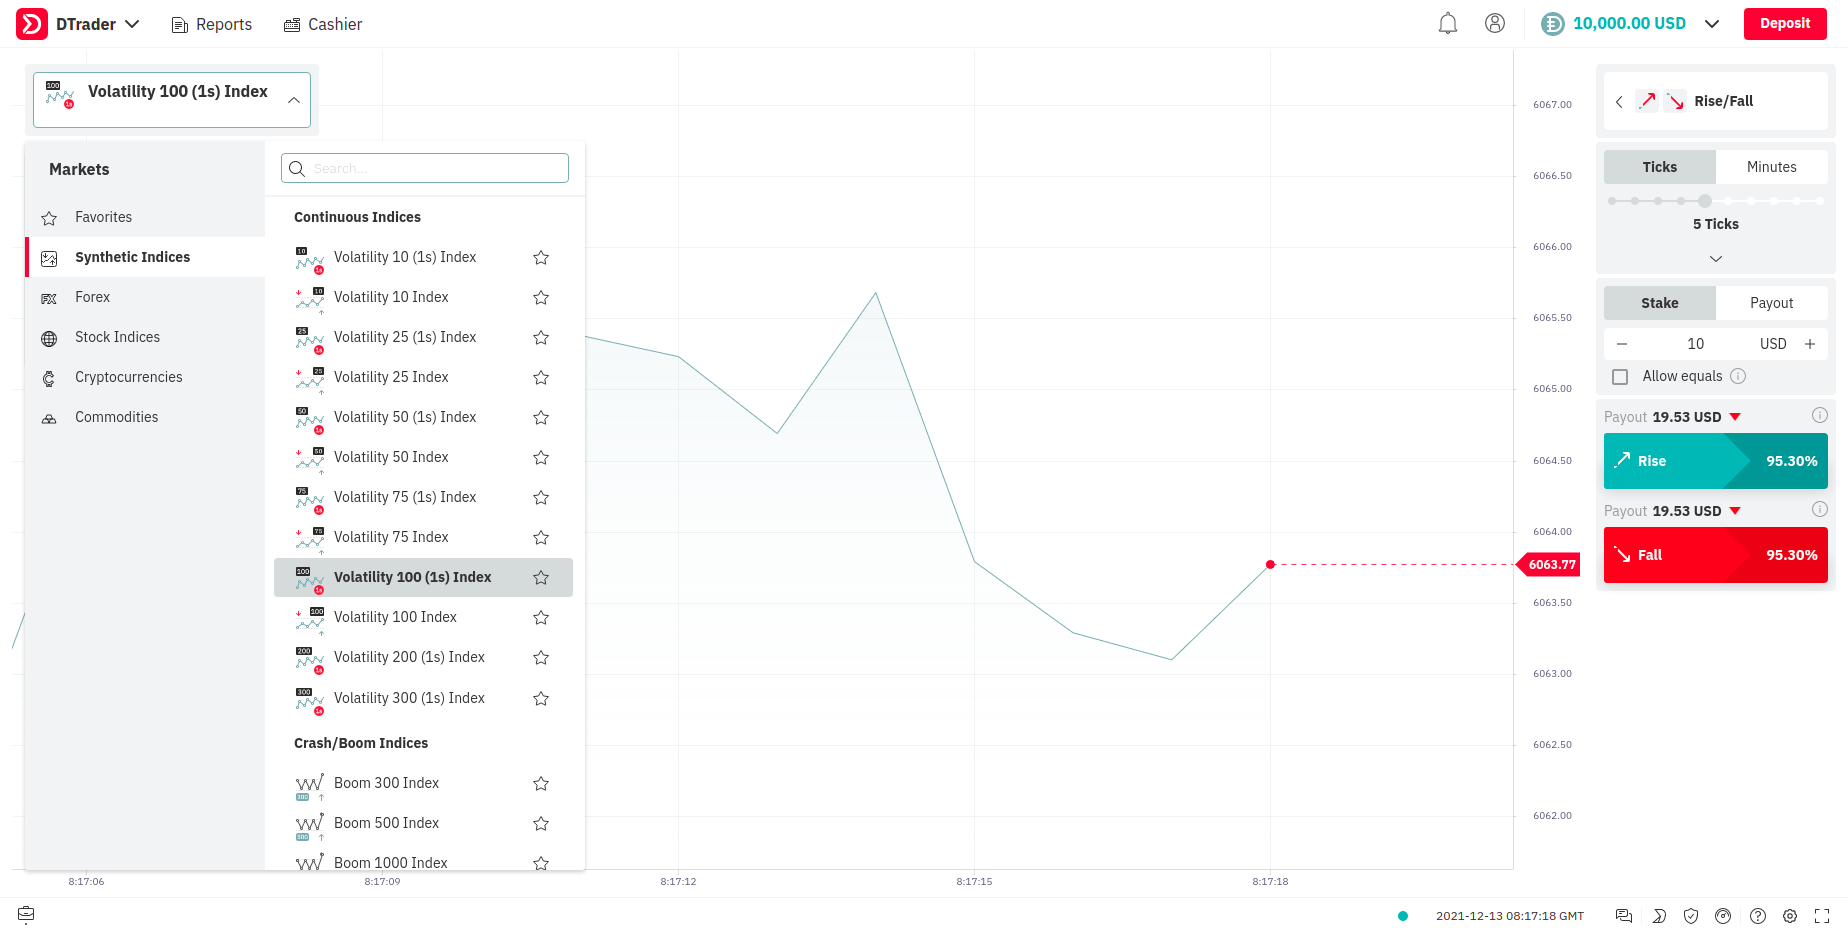 DTrader
Reports
Cashier
10,000.00 USD
Deposit
Volatility 100 (1s) Index
Markets
Favorites
Synthetic Indices
Forex
Stock Indices
Cryptocurrencies
Commodities
Search...
Continuous Indices
Volatility 10 (1s) Index
Volatility 10 Index
Volatility 25 (1s) Index
Volatility 25 Index
Volatility 50 (1s) Index
Volatility 50 Index
Volatility 75 (1s) Index
Volatility 75 Index
Volatility 100 (1s) Index
Volatility 100 Index
Volatility 200 (1s) Index
Volatility 300 (1s) Index
Crash/Boom Indices
Boom 300 Index
Boom 500 Index
Boom 1000 Index
6067.00
6066.50
6066.00
6065.50
6065.00
6064.50
6064.00
6063.77
6063.50
6063.00
6062.50
6062.00
8:17:06
8:17:09
8:17:12
8:17:15
8:17:18
Rise/Fall
Ticks
Minutes
5 Ticks
Stake
Payout
10
USD
Allow equals
Payout 19.53 USD
Rise
95.30%
Payout 19.53 USD
Fall
95.30%
2021-12-13 08:17:18 GMT